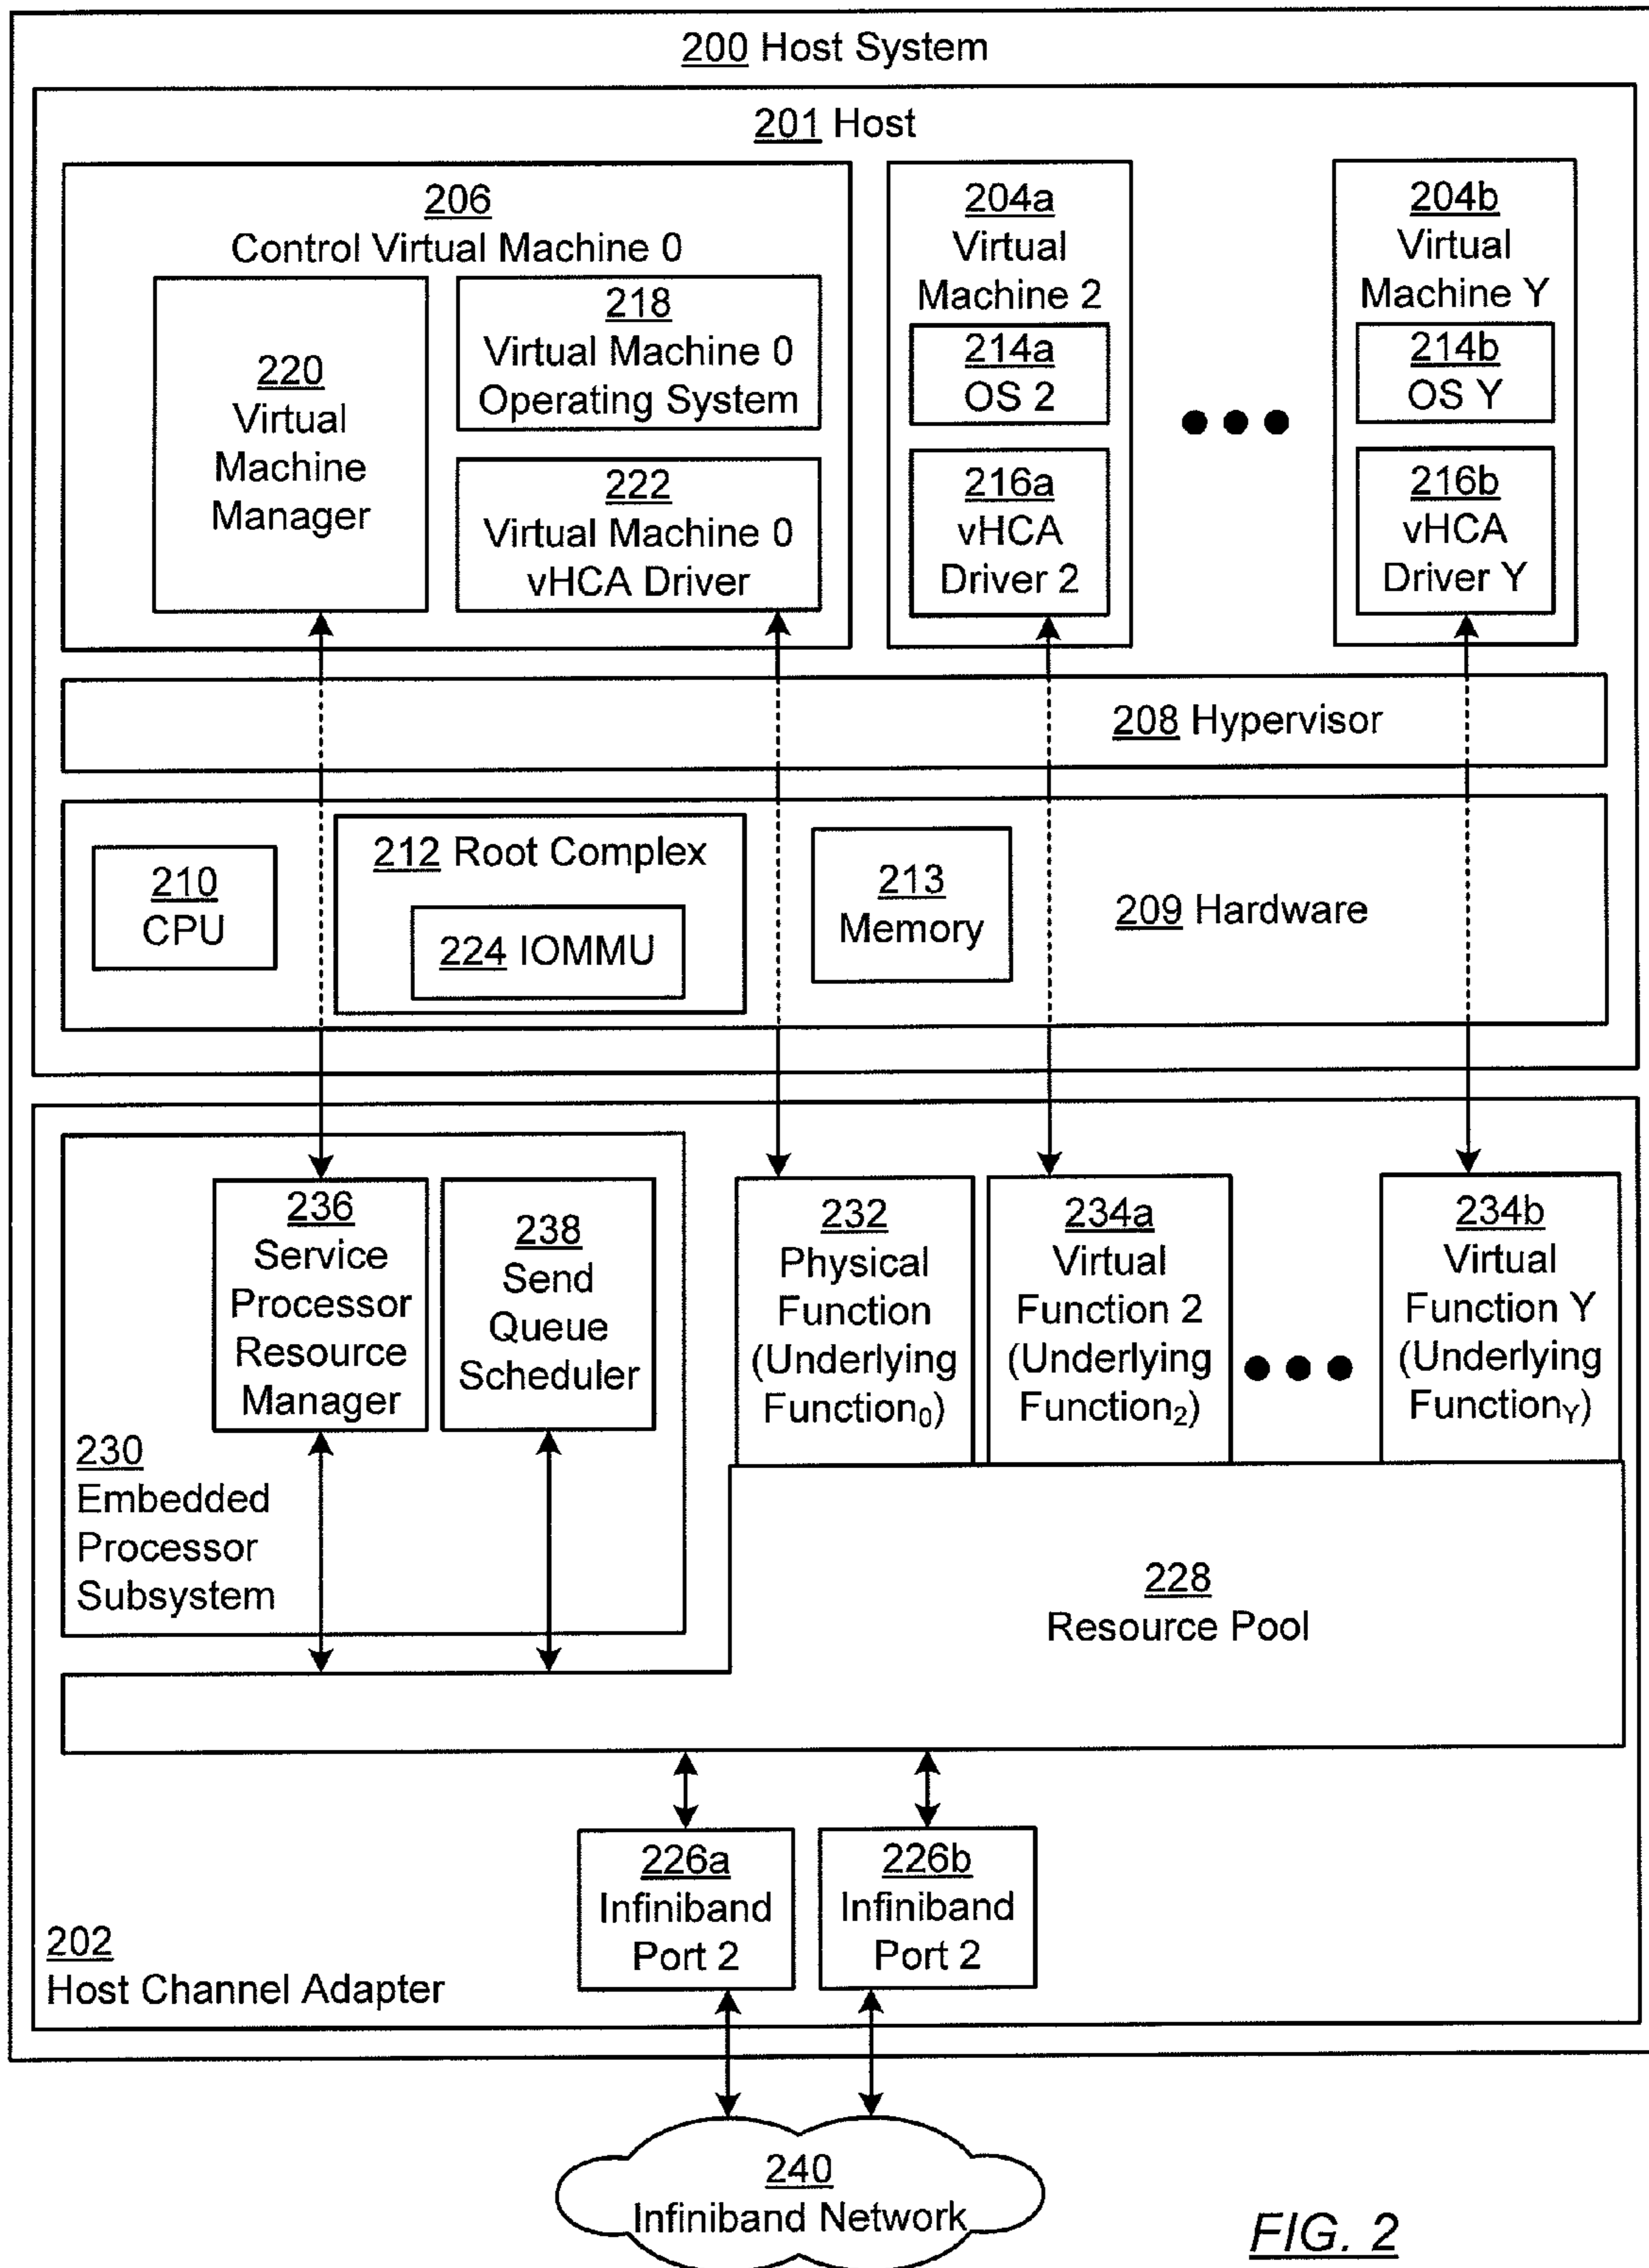 200 Host System
201 Host
206
Control Virtual Machine 0
220
Virtual
Machine
Manager
218
Virtual Machine 0
Operating System
222
Virtual Machine 0
vHCA Driver
204a
Virtual
Machine 2
214a
OS 2
216a
vHCA
Driver 2
204b
Virtual
Machine Y
214b
OS Y
216b
vHCA
Driver Y
208 Hypervisor
210
CPU
212 Root Complex
224 IOMMU
213
Memory
209 Hardware
236
Service
Processor
Resource
Manager
238
Send
Queue
Scheduler
230
Embedded
Processor
Subsystem
232
Physical
Function
(Underlying
Function₀)
234a
Virtual
Function 2
(Underlying
Function₂)
234b
Virtual
Function Y
(Underlying
FunctionY)
228
Resource Pool
226a
Infiniband
Port 2
226b
Infiniband
Port 2
202
Host Channel Adapter
240
Infiniband Network
FIG. 2